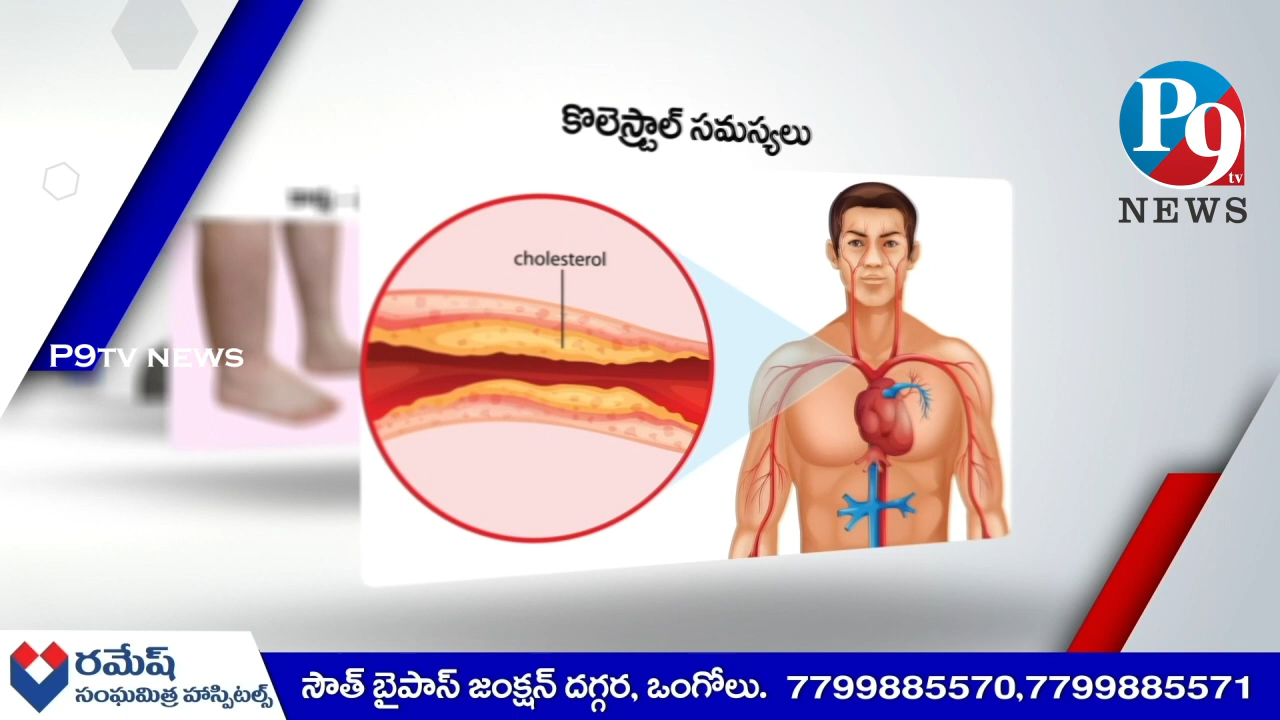 కొలెస్ట్రాల్ సమస్యలు
P9
tv
NEWS
cholesterol
P9TV NEWS
రమేష్
సంఘమిత్ర హాస్పిటల్స్
సౌత్ బైపాస్ జంక్షన్ దగ్గర, ఒంగోలు. 7799885570,7799885571